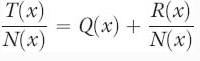 T(x)/N(x) = Q(x) + R(x)/N(x)